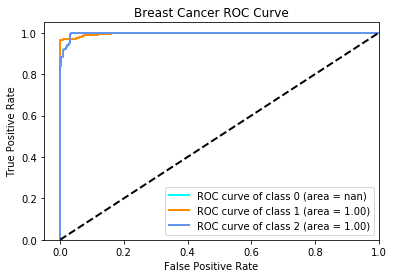 Breast Cancer ROC Curve
True Positive Rate
1.0
0.8
0.6
0.4
0.2
0.0
ROC curve of class 0 (area = nan)
ROC curve of class 1 (area = 1.00)
ROC curve of class 2 (area = 1.00)
0.0 0.2 0.4 0.6 0.8 1.0
False Positive Rate